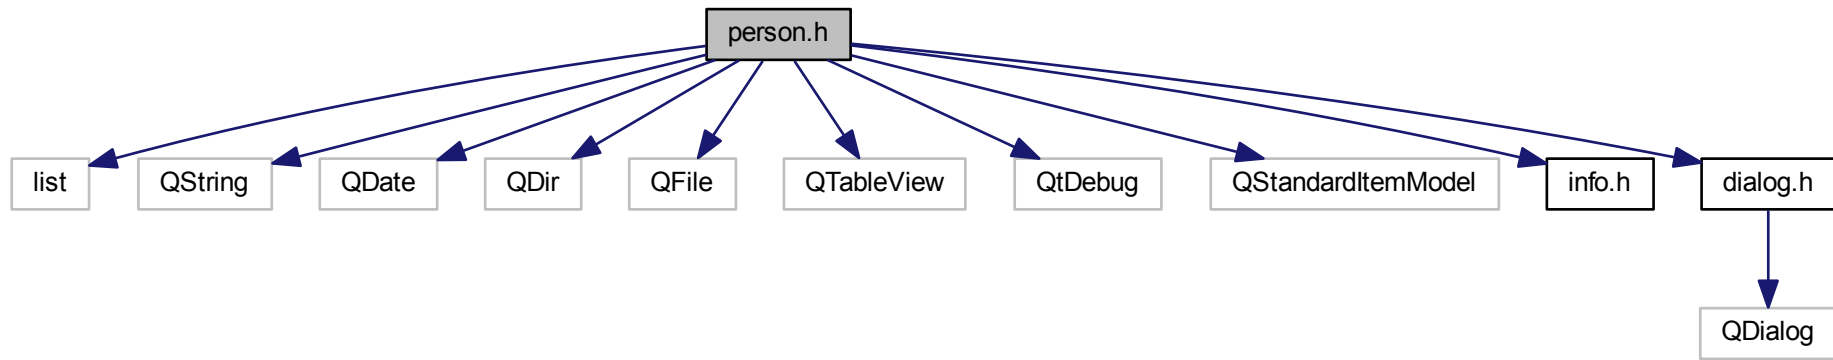 person.h
list
QString
QDate
QDir
QFile
QTableView
QtDebug
QStandardItemModel
info.h
dialog.h
QDialog